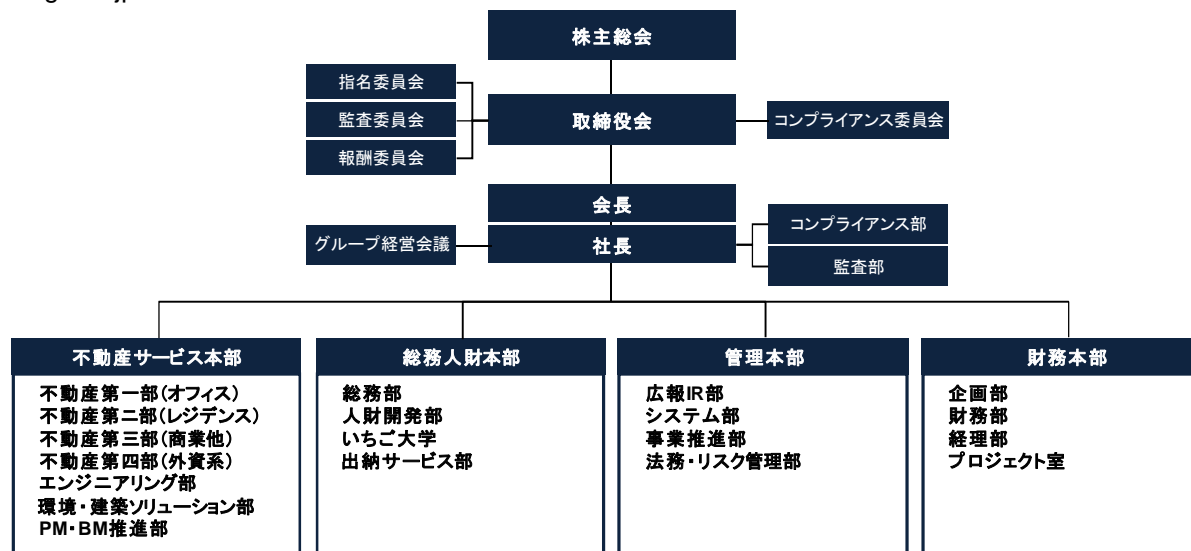 株主総会
指名委員会
監査委員会
報酬委員会
取締役会
コンプライアンス委員会
会長
社長
グループ経営会議
コンプライアンス部
監査部
不動産サービス本部
不動産第一部(オフィス)
不動産第二部(レジデンス)
不動産第三部(商業他)
不動産第四部(外資系)
エンジニアリング部
環境・建築ソリューション部
PM・BM推進部
総務人財本部
総務部
人財開発部
いちご大学
出納サービス部
管理本部
広報IR部
システム部
事業推進部
法務・リスク管理部
財務本部
企画部
財務部
経理部
プロジェクト室